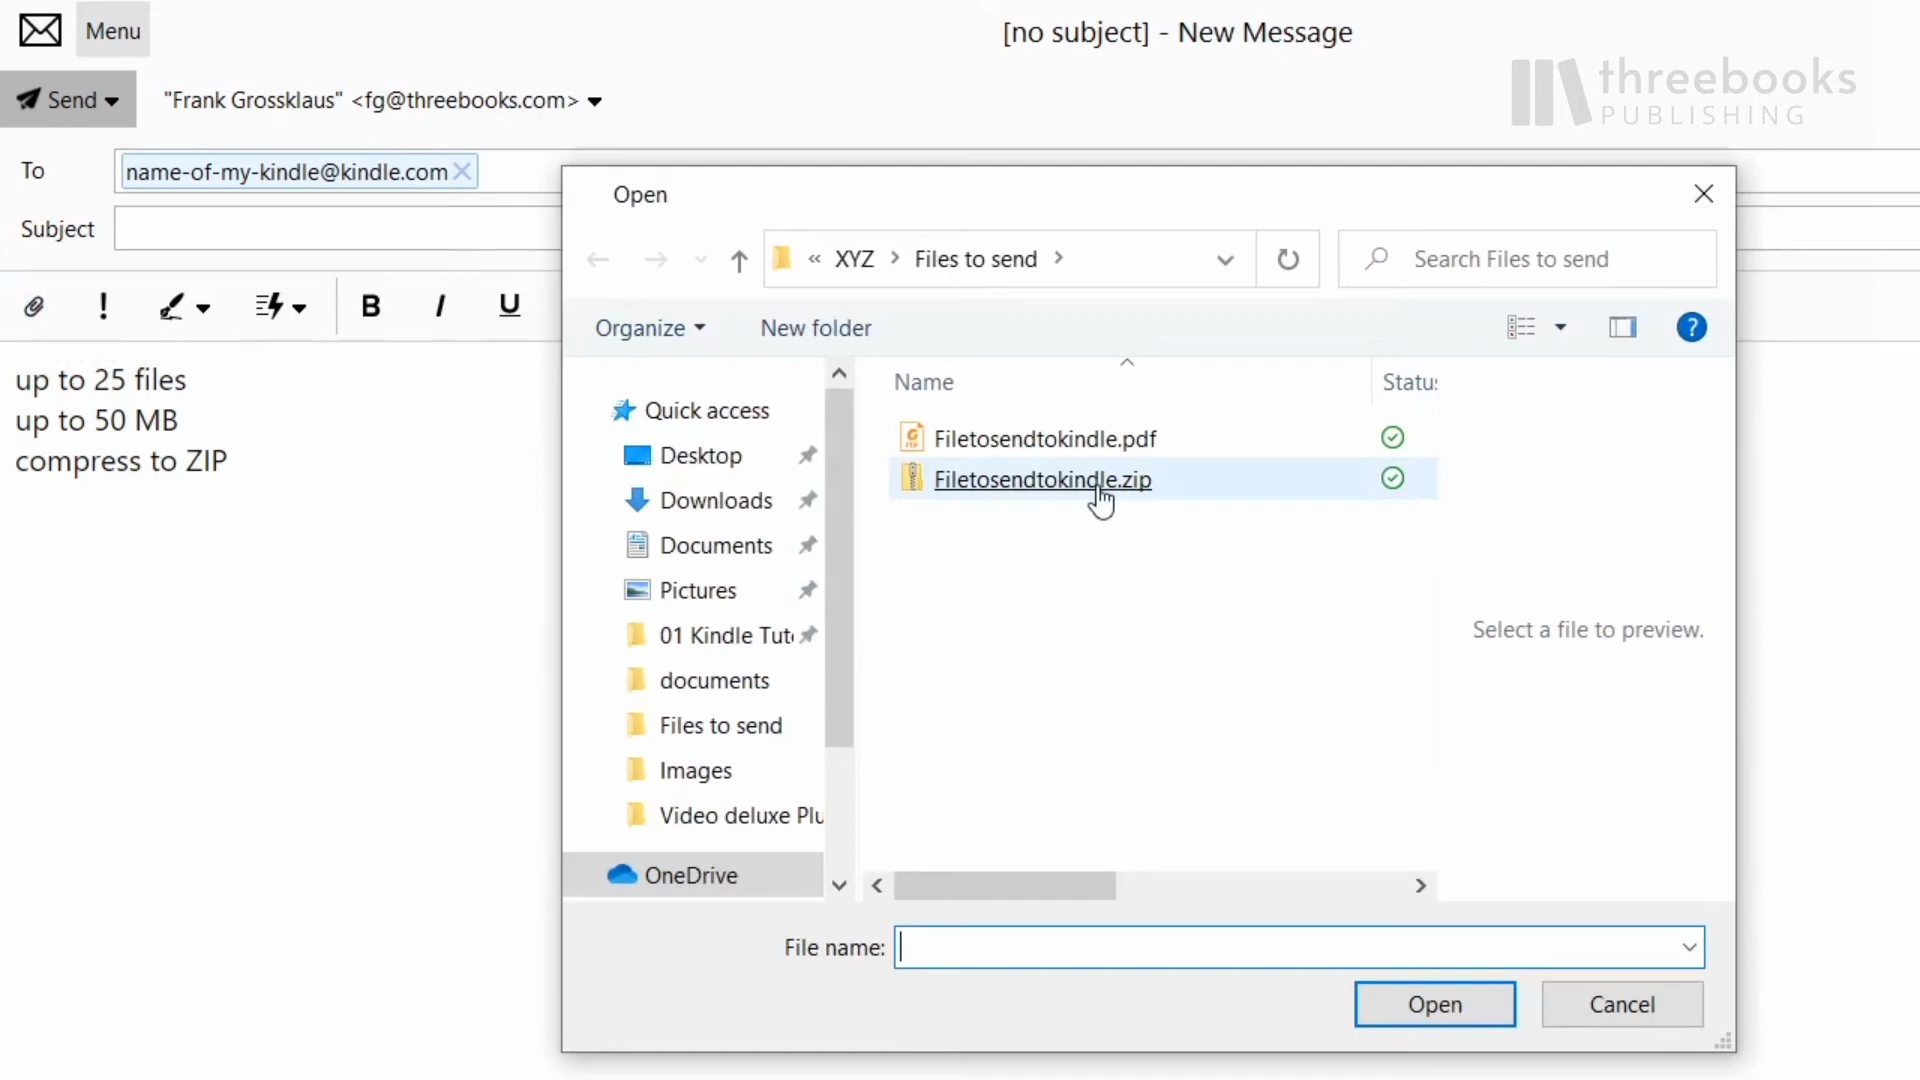 Menu
[no subject] - New Message
threebooks
PUBLISHING
Send
"Frank Grossklaus" <fg@threebooks.com>
To
name-of-my-kindle@kindle.com
Subject
B I U
up to 25 files
up to 50 MB
compress to ZIP
Open
« XYZ > Files to send >
Search Files to send
Organize
New folder
?
Name
Status
Filetosendtokindle.pdf
Filetosendtokindle.zip
Quick access
Desktop
Downloads
Documents
Pictures
01 Kindle Tut
documents
Files to send
Images
Video deluxe Plu
OneDrive
Select a file to preview.
File name:
Open
Cancel